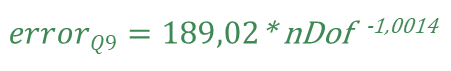 error_Q9 = 189,02 * nDof ^-1,0014